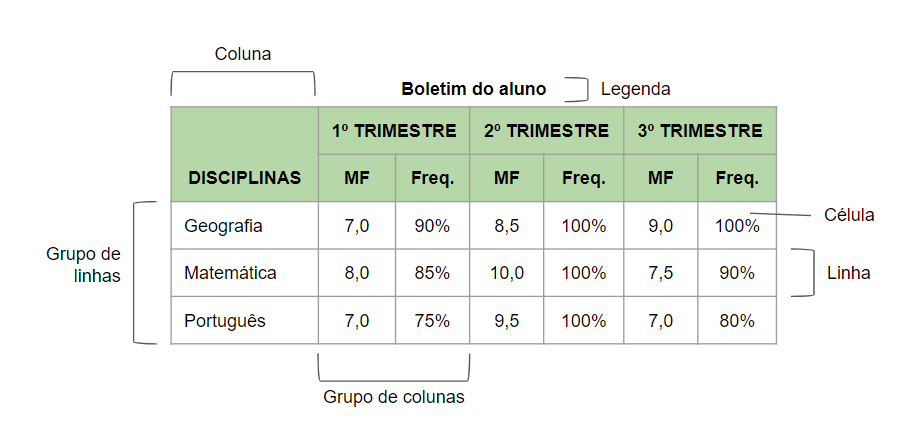 Coluna
Boletim do aluno Legenda
1º TRIMESTRE 2º TRIMESTRE 3º TRIMESTRE
DISCIPLINAS MF Freq. MF Freq. MF Freq.
Geografia 7,0 90% 8,5 100% 9,0 100% Célula
Grupo de
linhas
Matemática 8,0 85% 10,0 100% 7,5 90% Linha
Português 7,0 75% 9,5 100% 7,0 80%
Grupo de colunas